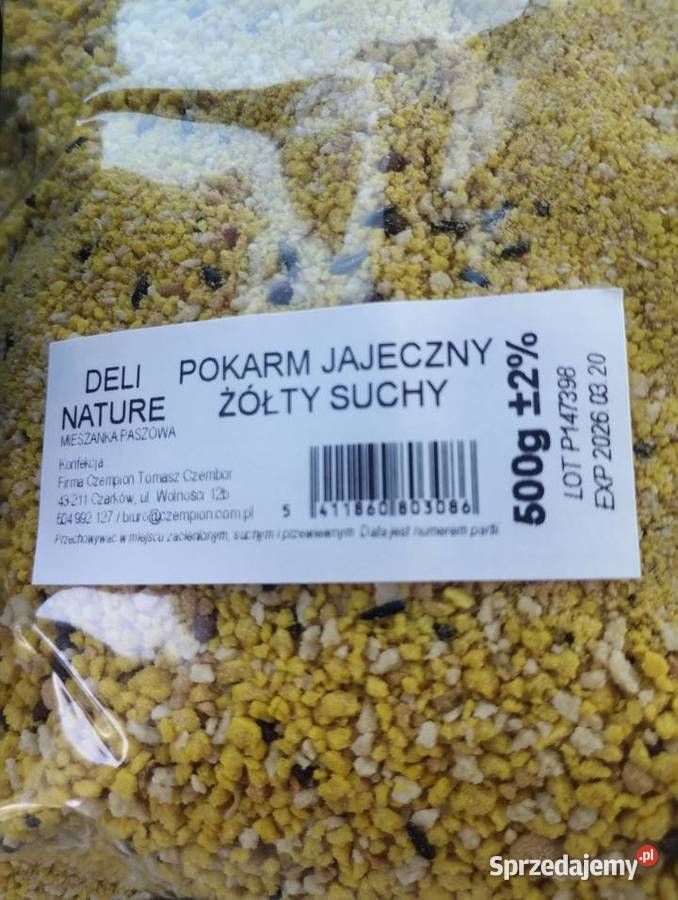 DELI
NATURE
MIESZANKA PASZOWA
POKARM JAJECZNY
ŻÓŁTY SUCHY
Konfekcja
Firma Czempion Tomasz Czembor
43-211 Czarków, ul. Wolności 12b
604 992 127 / biuro@czempion.com.pl
Przechowywać w miejscu zacienionym, suchym i przewiewnym Data jest numerem partii
5 411860 803086
500g ±2%
LOT P147398
EXP 2026.03.20
Sprzedajemy.pl